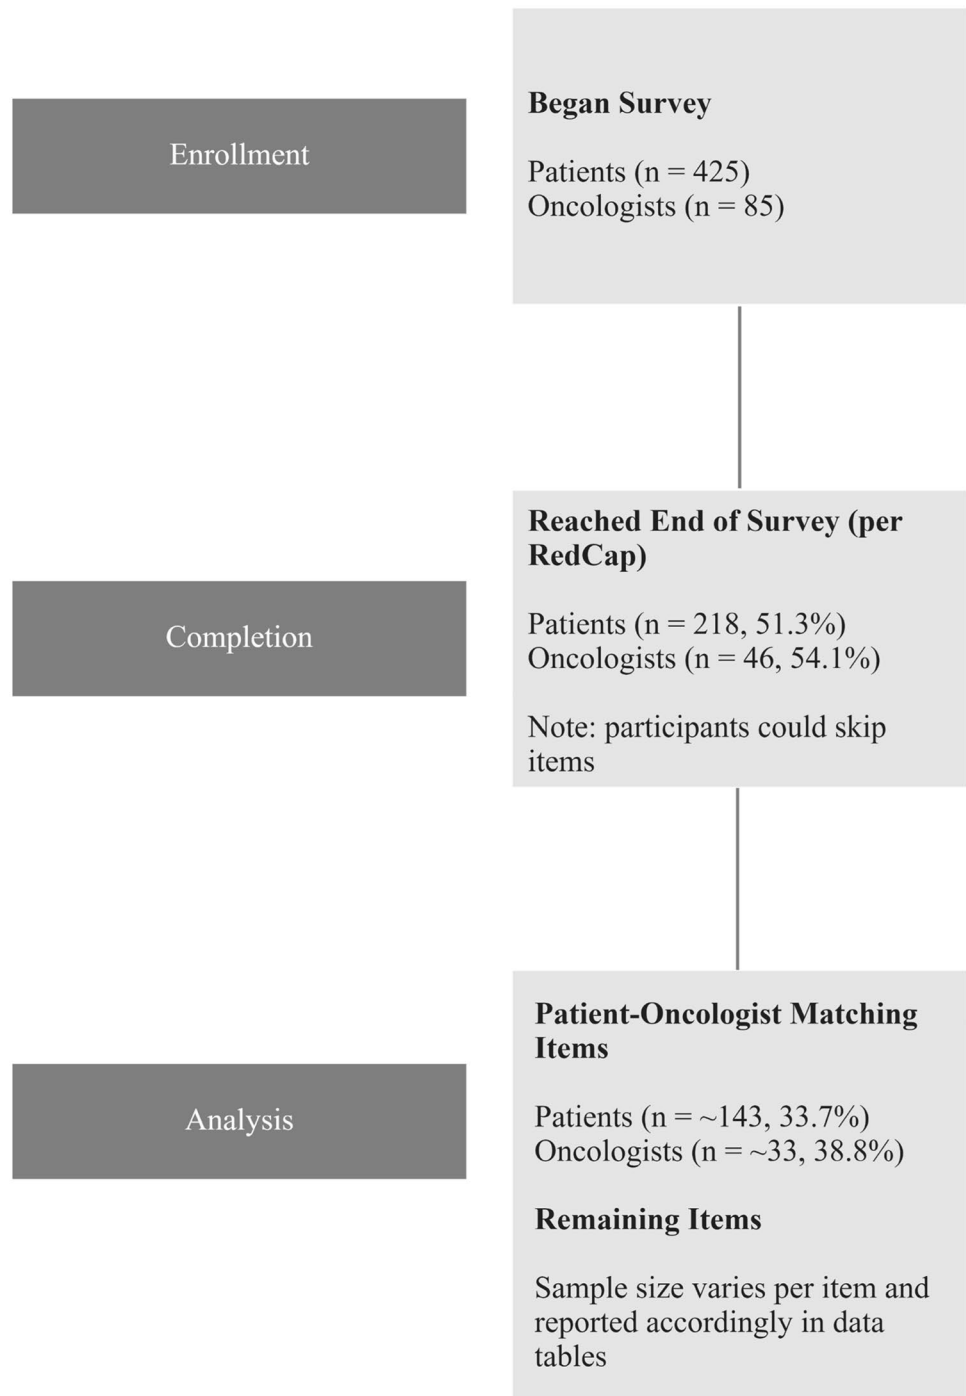 Enrollment
Began Survey
Patients (n = 425)
Oncologists (n = 85)
Completion
Reached End of Survey (per
RedCap)
Patients (n = 218, 51.3%)
Oncologists (n = 46, 54.1%)
Note: participants could skip
items
Analysis
Patient-Oncologist Matching
Items
Patients (n = ~143, 33.7%)
Oncologists (n = ~33, 38.8%)
Remaining Items
Sample size varies per item and
reported accordingly in data
tables